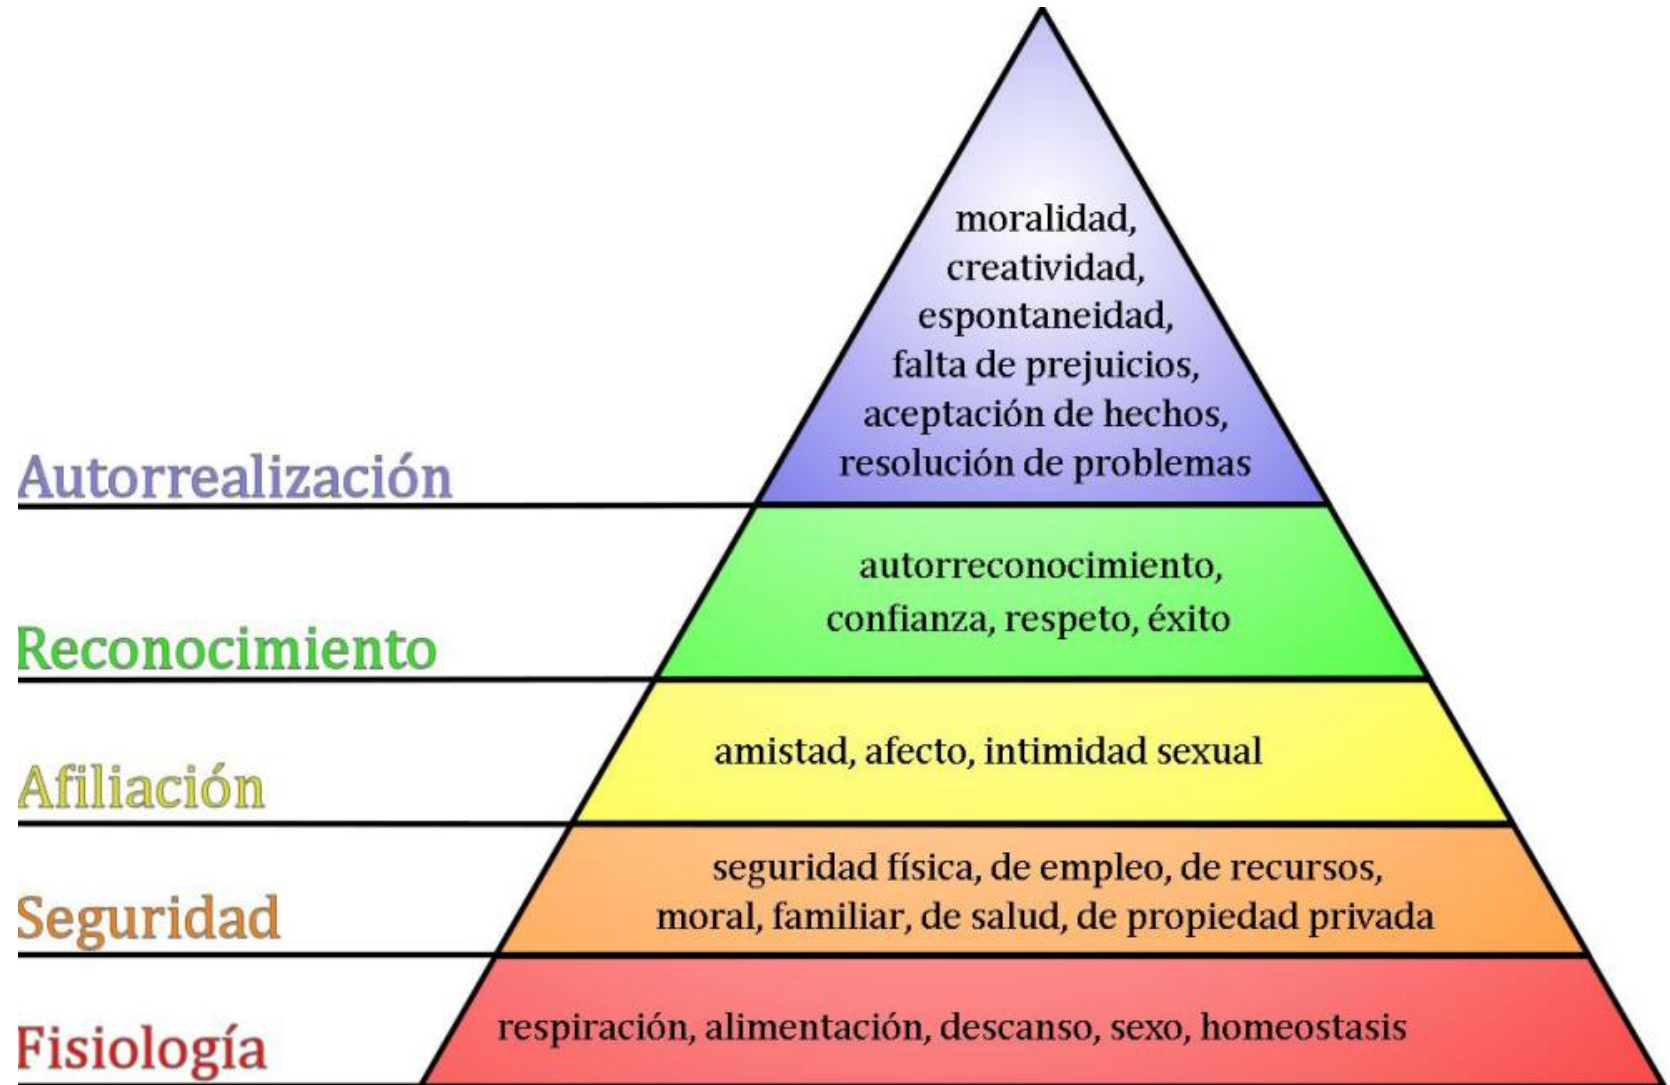 moralidad,
creatividad,
espontaneidad,
falta de prejuicios,
aceptación de hechos,
resolución de problemas
Autorrealización
autorreconocimiento,
confianza, respeto, éxito
Reconocimiento
amistad, afecto, intimidad sexual
Afiliación
seguridad física, de empleo, de recursos,
moral, familiar, de salud, de propiedad privada
Seguridad
respiración, alimentación, descanso, sexo, homeostasis
Fisiología